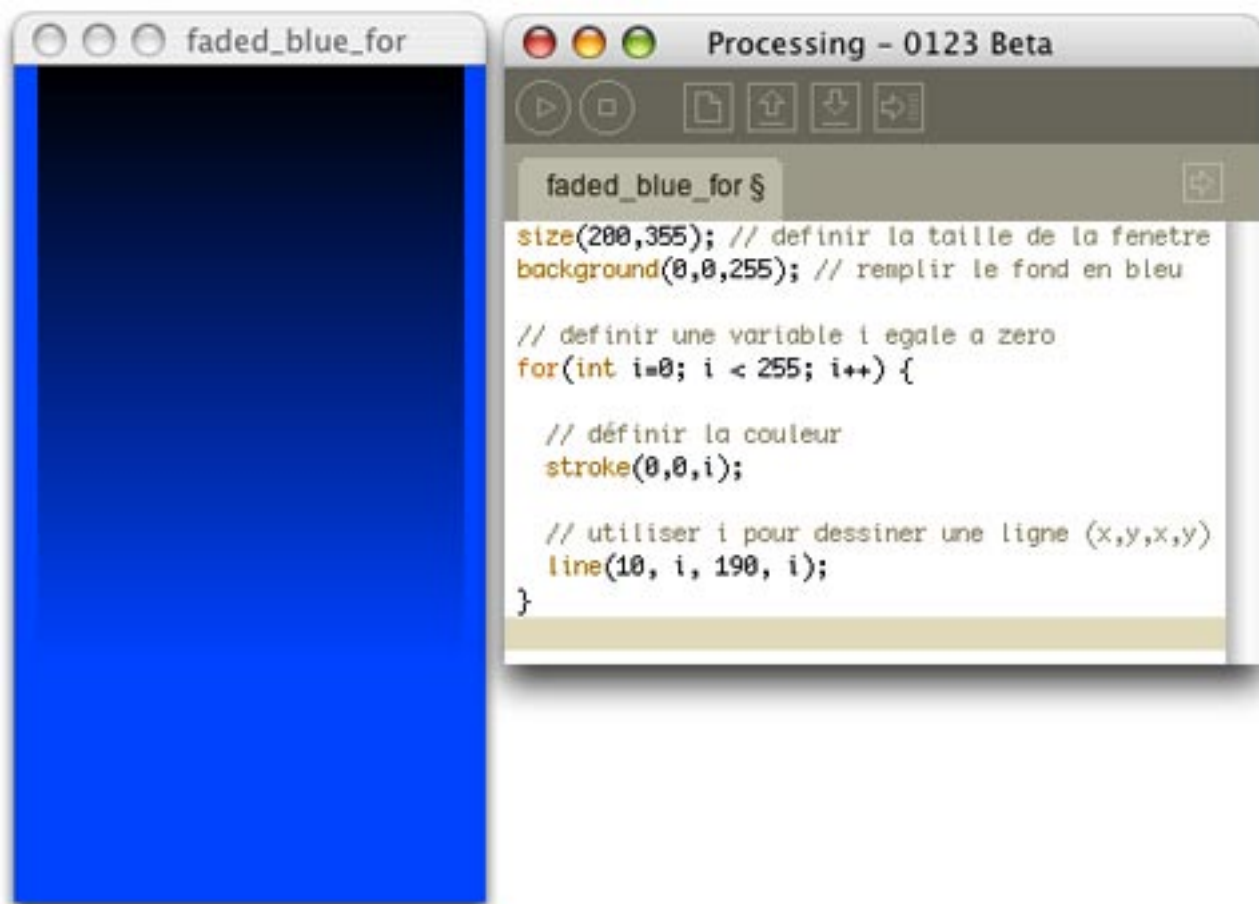 faded_blue_for
Processing – 0123 Beta
faded_blue_for §
size(200,355); // definir la taille de la fenetre
background(0,0,255); // remplir le fond en bleu
// definir une variable i egale a zero
for(int i=0; i < 255; i++) {
// définir la couleur
stroke(0,0,i);
// utiliser i pour dessiner une ligne (x,y,x,y)
line(10, i, 190, i);
}